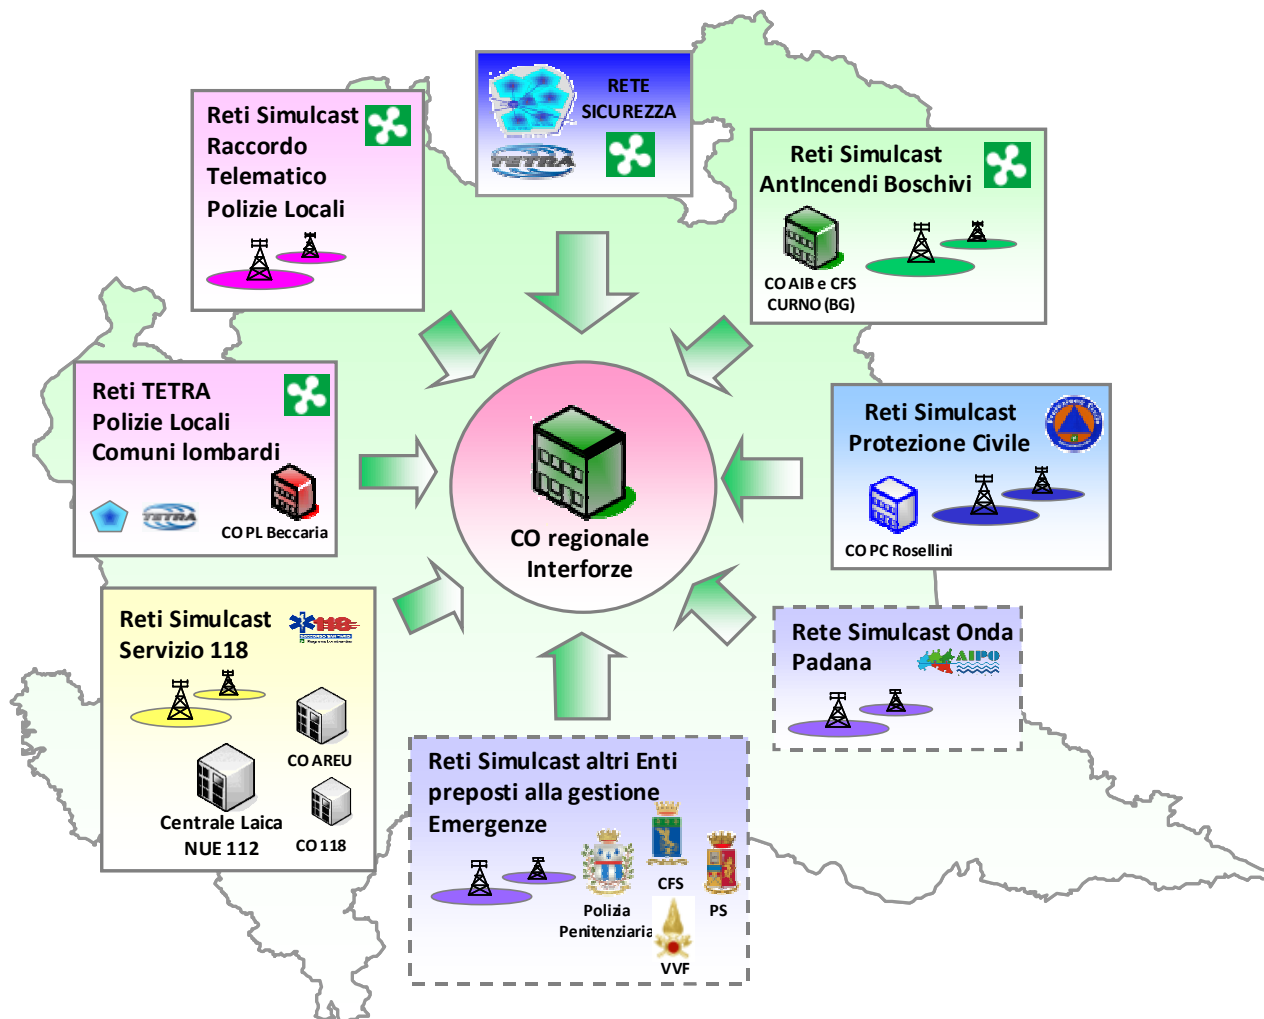 RETE
SICUREZZA
TETRA
Reti Simulcast
Raccordo
Telematico
Polizie Locali
Reti Simulcast
AntIncendi Boschivi
CO AIB e CFS
CURNO (BG)
Reti TETRA
Polizie Locali
Comuni lombardi
TETRA
CO PL Beccaria
CO regionale
Interforze
Reti Simulcast
Protezione Civile
CO PC Rosellini
Reti Simulcast
Servizio 118
118
CO AREU
Centrale Laica
NUE 112
CO 118
Rete Simulcast Onda
Padana
AIPO
Reti Simulcast altri Enti
preposti alla gestione
Emergenze
CFS
PS
Polizia
Penitenziaria
VVF